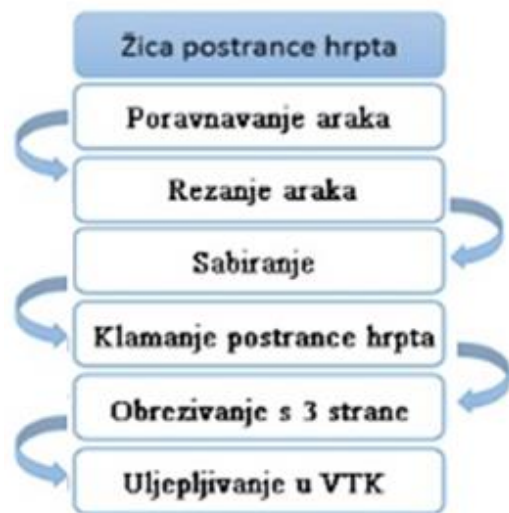 Žica postrance hrpta
Poravnavanje araka
Rezanje araka
Sabiranje
Klamanje postrance hrpta
Obrezivanje s 3 strane
Uljepljivanje u VTK